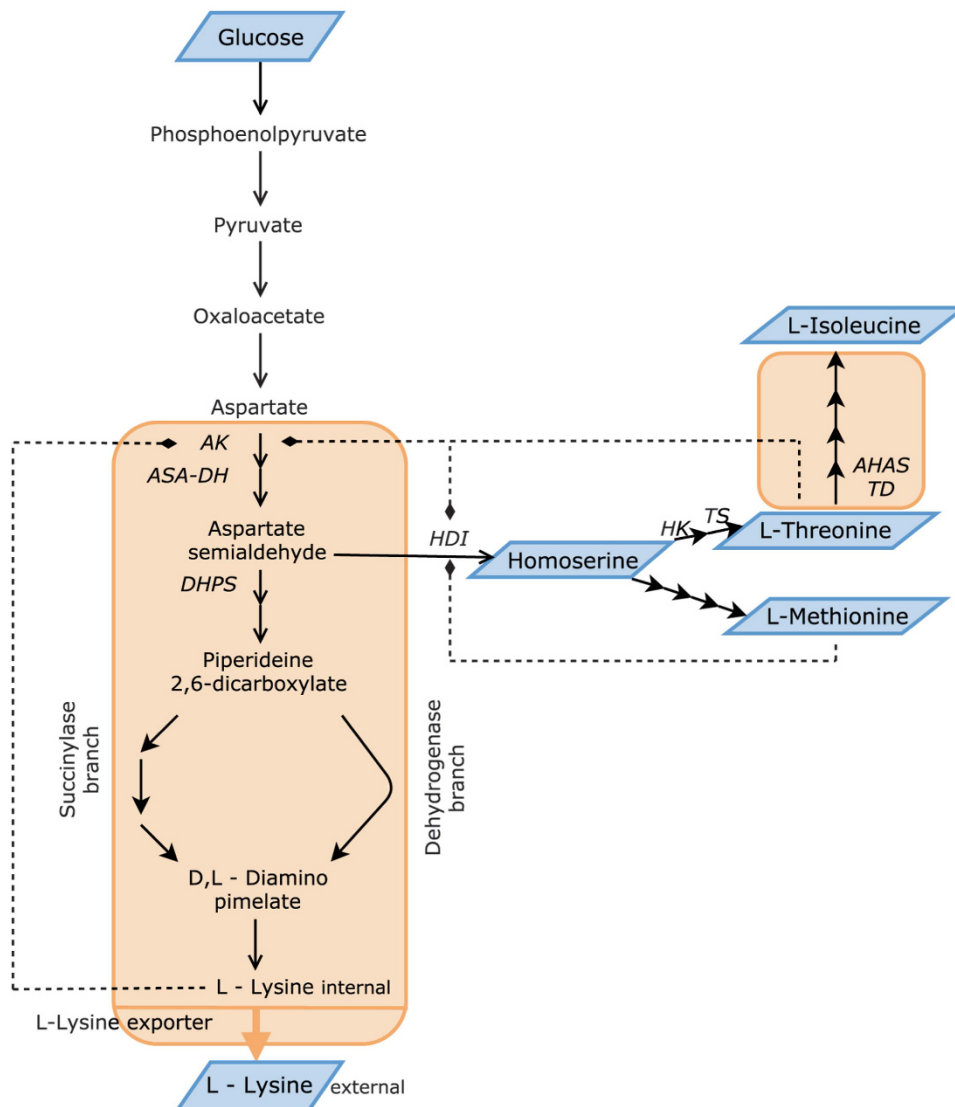 Glucose
Phosphoenolpyruvate
Pyruvate
Oxaloacetate
L-Isoleucine
Aspartate
AK
ASA-DH
AHAS
TD
Aspartate
semialdehyde
HDI
HK
TS
L-Threonine
Homoserine
DHPS
L-Methionine
Piperideine
2,6-dicarboxylate
Succinylase
branch
Dehydrogenase
branch
D,L - Diamino
pimelate
L - Lysine internal
L-Lysine exporter
L - Lysine external